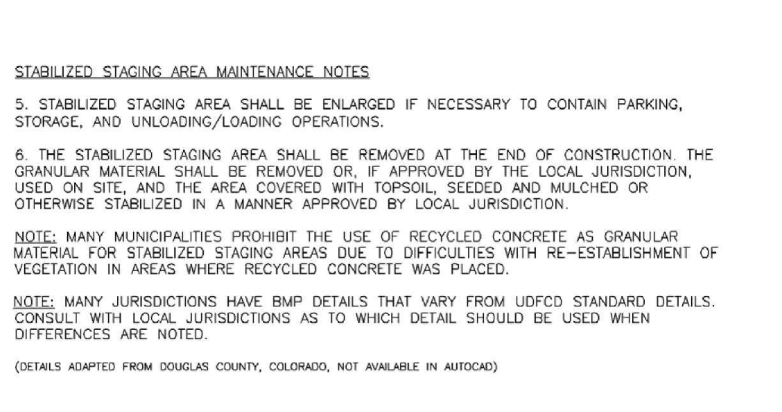 STABILIZED STAGING AREA MAINTENANCE NOTES
5. STABILIZED STAGING AREA SHALL BE ENLARGED IF NECESSARY TO CONTAIN PARKING,
STORAGE, AND UNLOADING/LOADING OPERATIONS.
6. THE STABILIZED STAGING AREA SHALL BE REMOVED AT THE END OF CONSTRUCTION. THE
GRANULAR MATERIAL SHALL BE REMOVED OR, IF APPROVED BY THE LOCAL JURISDICTION,
USED ON SITE, AND THE AREA COVERED WITH TOPSOIL, SEEDED AND MULCHED OR
OTHERWISE STABILIZED IN A MANNER APPROVED BY LOCAL JURISDICTION.
NOTE: MANY MUNICIPALITIES PROHIBIT THE USE OF RECYCLED CONCRETE AS GRANULAR
MATERIAL FOR STABILIZED STAGING AREAS DUE TO DIFFICULTIES WITH RE-ESTABLISHMENT OF
VEGETATION IN AREAS WHERE RECYCLED CONCRETE WAS PLACED.
NOTE: MANY JURISDICTIONS HAVE BMP DETAILS THAT VARY FROM UDFCD STANDARD DETAILS.
CONSULT WITH LOCAL JURISDICTIONS AS TO WHICH DETAIL SHOULD BE USED WHEN
DIFFERENCES ARE NOTED.
(DETAILS ADAPTED FROM DOUGLAS COUNTY, COLORADO, NOT AVAILABLE IN AUTOCAD)